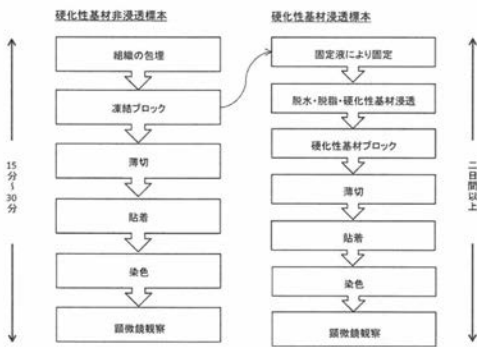 硬化性基材非浸透標本
組織の包埋
凍結ブロック
薄切
貼着
染色
顕微鏡観察
15分～30分
硬化性基材浸透標本
固定液により固定
脱水・脱脂・硬化性基材浸透
硬化性基材ブロック
薄切
貼着
染色
顕微鏡観察
二日間以上